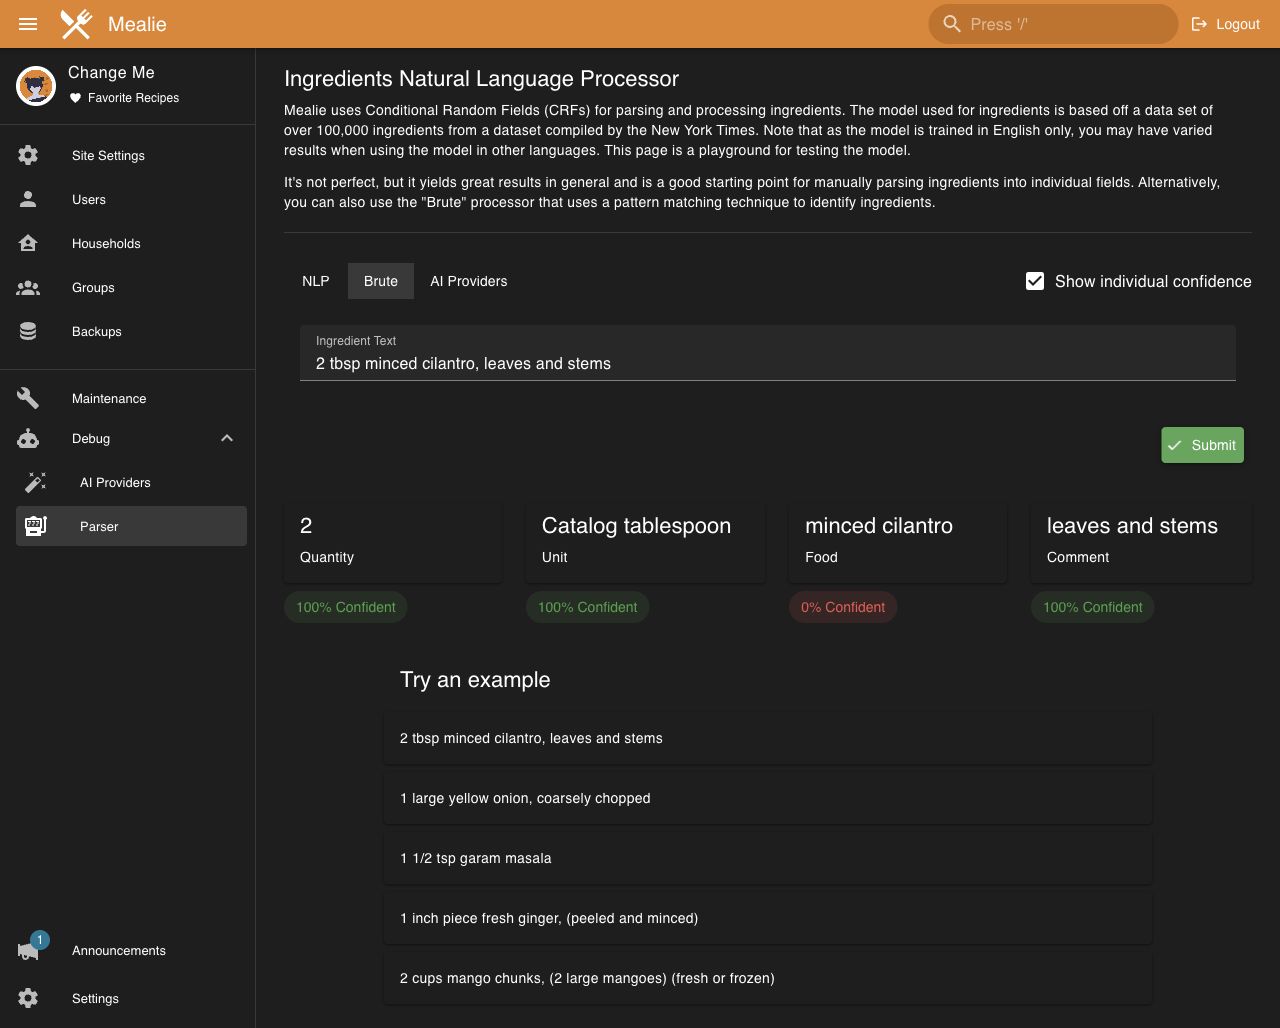 Mealie
Press '/'
Logout
Change Me
Favorite Recipes
Site Settings
Users
Households
Groups
Backups
Maintenance
Debug
AI Providers
Parser
1
Announcements
Settings
Ingredients Natural Language Processor
Mealie uses Conditional Random Fields (CRFs) for parsing and processing ingredients. The model used for ingredients is based off a data set of
over 100,000 ingredients from a dataset compiled by the New York Times. Note that as the model is trained in English only, you may have varied
results when using the model in other languages. This page is a playground for testing the model.
It's not perfect, but it yields great results in general and is a good starting point for manually parsing ingredients into individual fields. Alternatively,
you can also use the "Brute" processor that uses a pattern matching technique to identify ingredients.
NLP
Brute
AI Providers
Show individual confidence
Ingredient Text
2 tbsp minced cilantro, leaves and stems
Submit
2
Quantity
100% Confident
Catalog tablespoon
Unit
100% Confident
minced cilantro
Food
0% Confident
leaves and stems
Comment
100% Confident
Try an example
2 tbsp minced cilantro, leaves and stems
1 large yellow onion, coarsely chopped
1 1/2 tsp garam masala
1 inch piece fresh ginger, (peeled and minced)
2 cups mango chunks, (2 large mangoes) (fresh or frozen)